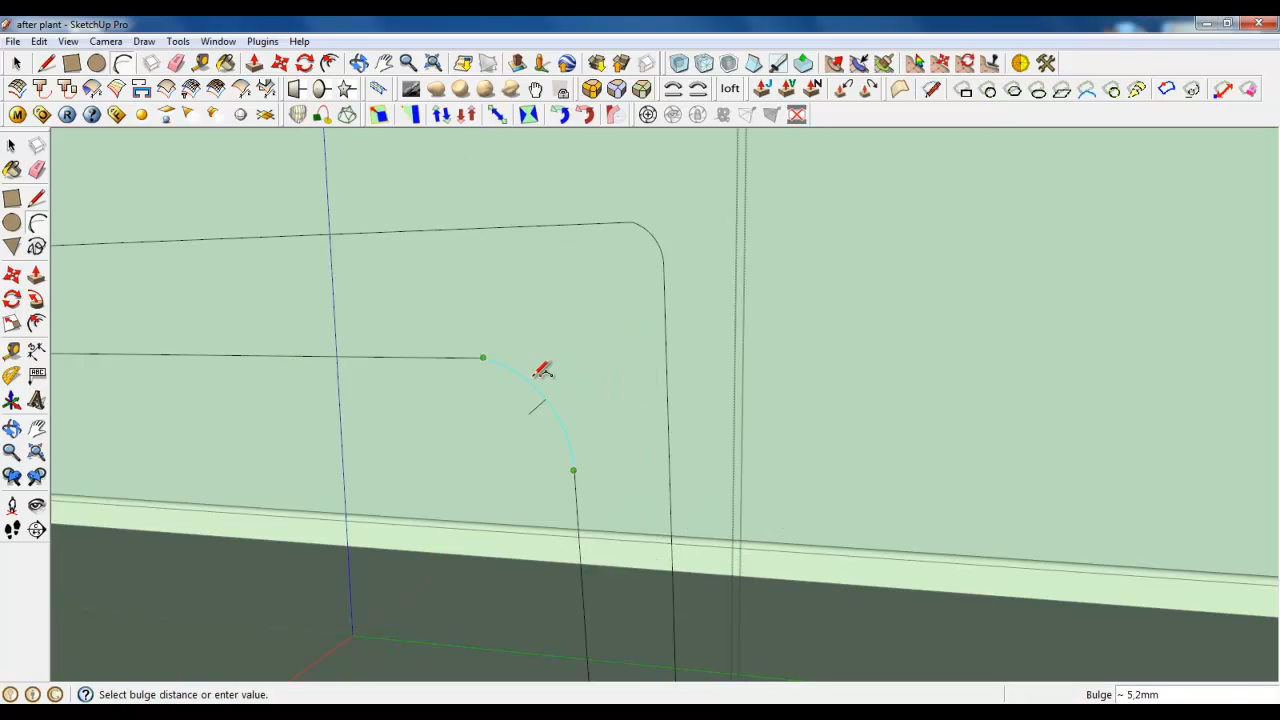 after plant - SketchUp Pro
File Edit View Camera Draw Tools Window Plugins Help
loft J V N
M O R ? E
ABC
Select bulge distance or enter value.
Bulge ~ 5,2mm